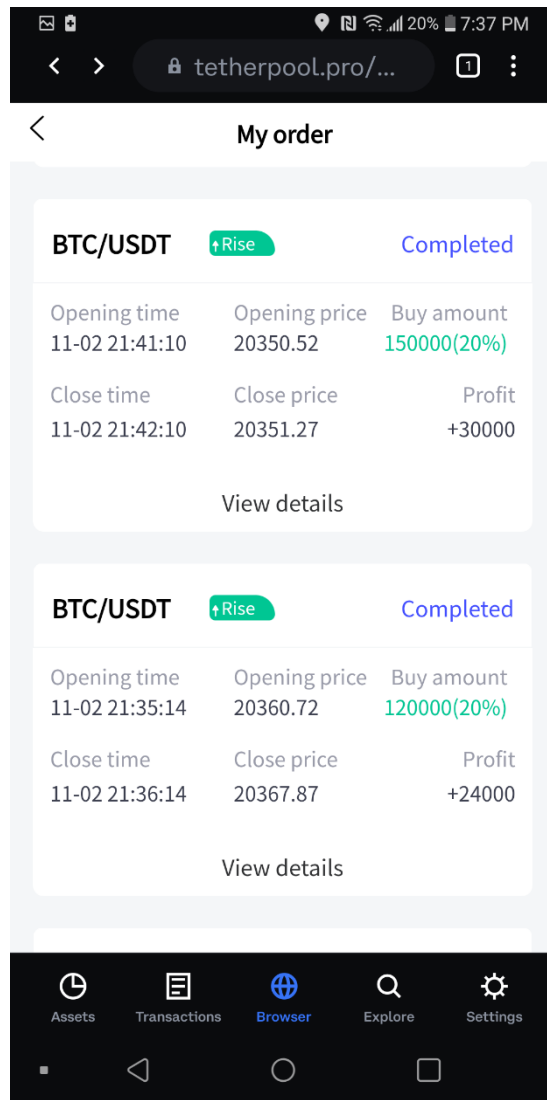 20% 7:37 PM
tetherpool.pro/... 1
My order
BTC/USDT Rise Completed
Opening time Opening price Buy amount
11-02 21:41:10 20350.52 150000(20%)
Close time Close price Profit
11-02 21:42:10 20351.27 +30000
View details
BTC/USDT Rise Completed
Opening time Opening price Buy amount
11-02 21:35:14 20360.72 120000(20%)
Close time Close price Profit
11-02 21:36:14 20367.87 +24000
View details
Assets Transactions Browser Explore Settings